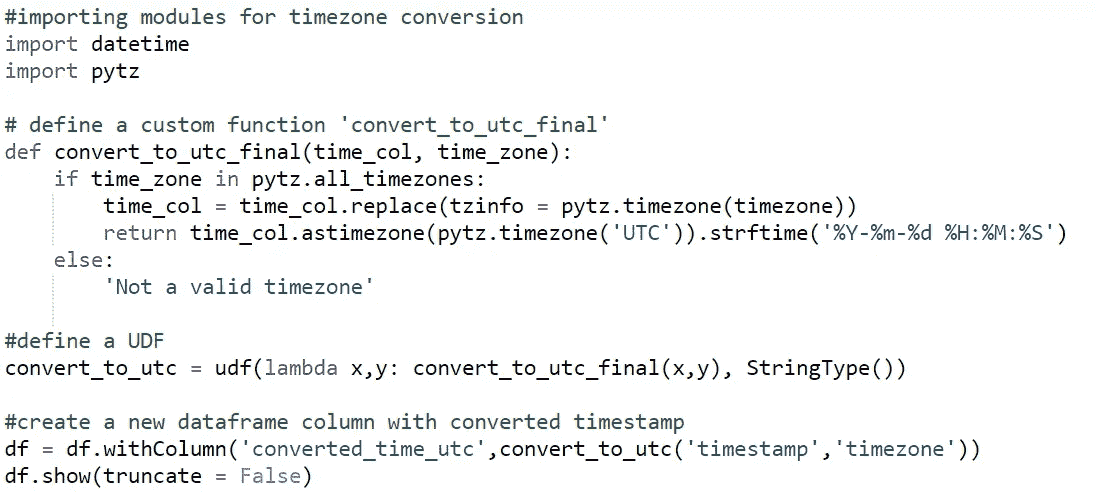 #importing modules for timezone conversion
import datetime
import pytz
# define a custom function 'convert_to_utc_final'
def convert_to_utc_final(time_col, time_zone):
if time_zone in pytz.all_timezones:
time_col = time_col.replace(tzinfo = pytz.timezone(timezone))
return time_col.astimezone(pytz.timezone('UTC')).strftime('%Y-%m-%d %H:%M:%S')
else:
'Not a valid timezone'
#define a UDF
convert_to_utc = udf(lambda x,y: convert_to_utc_final(x,y), StringType())
#create a new dataframe column with converted timestamp
df = df.withColumn('converted_time_utc',convert_to_utc('timestamp','timezone'))
df.show(truncate = False)